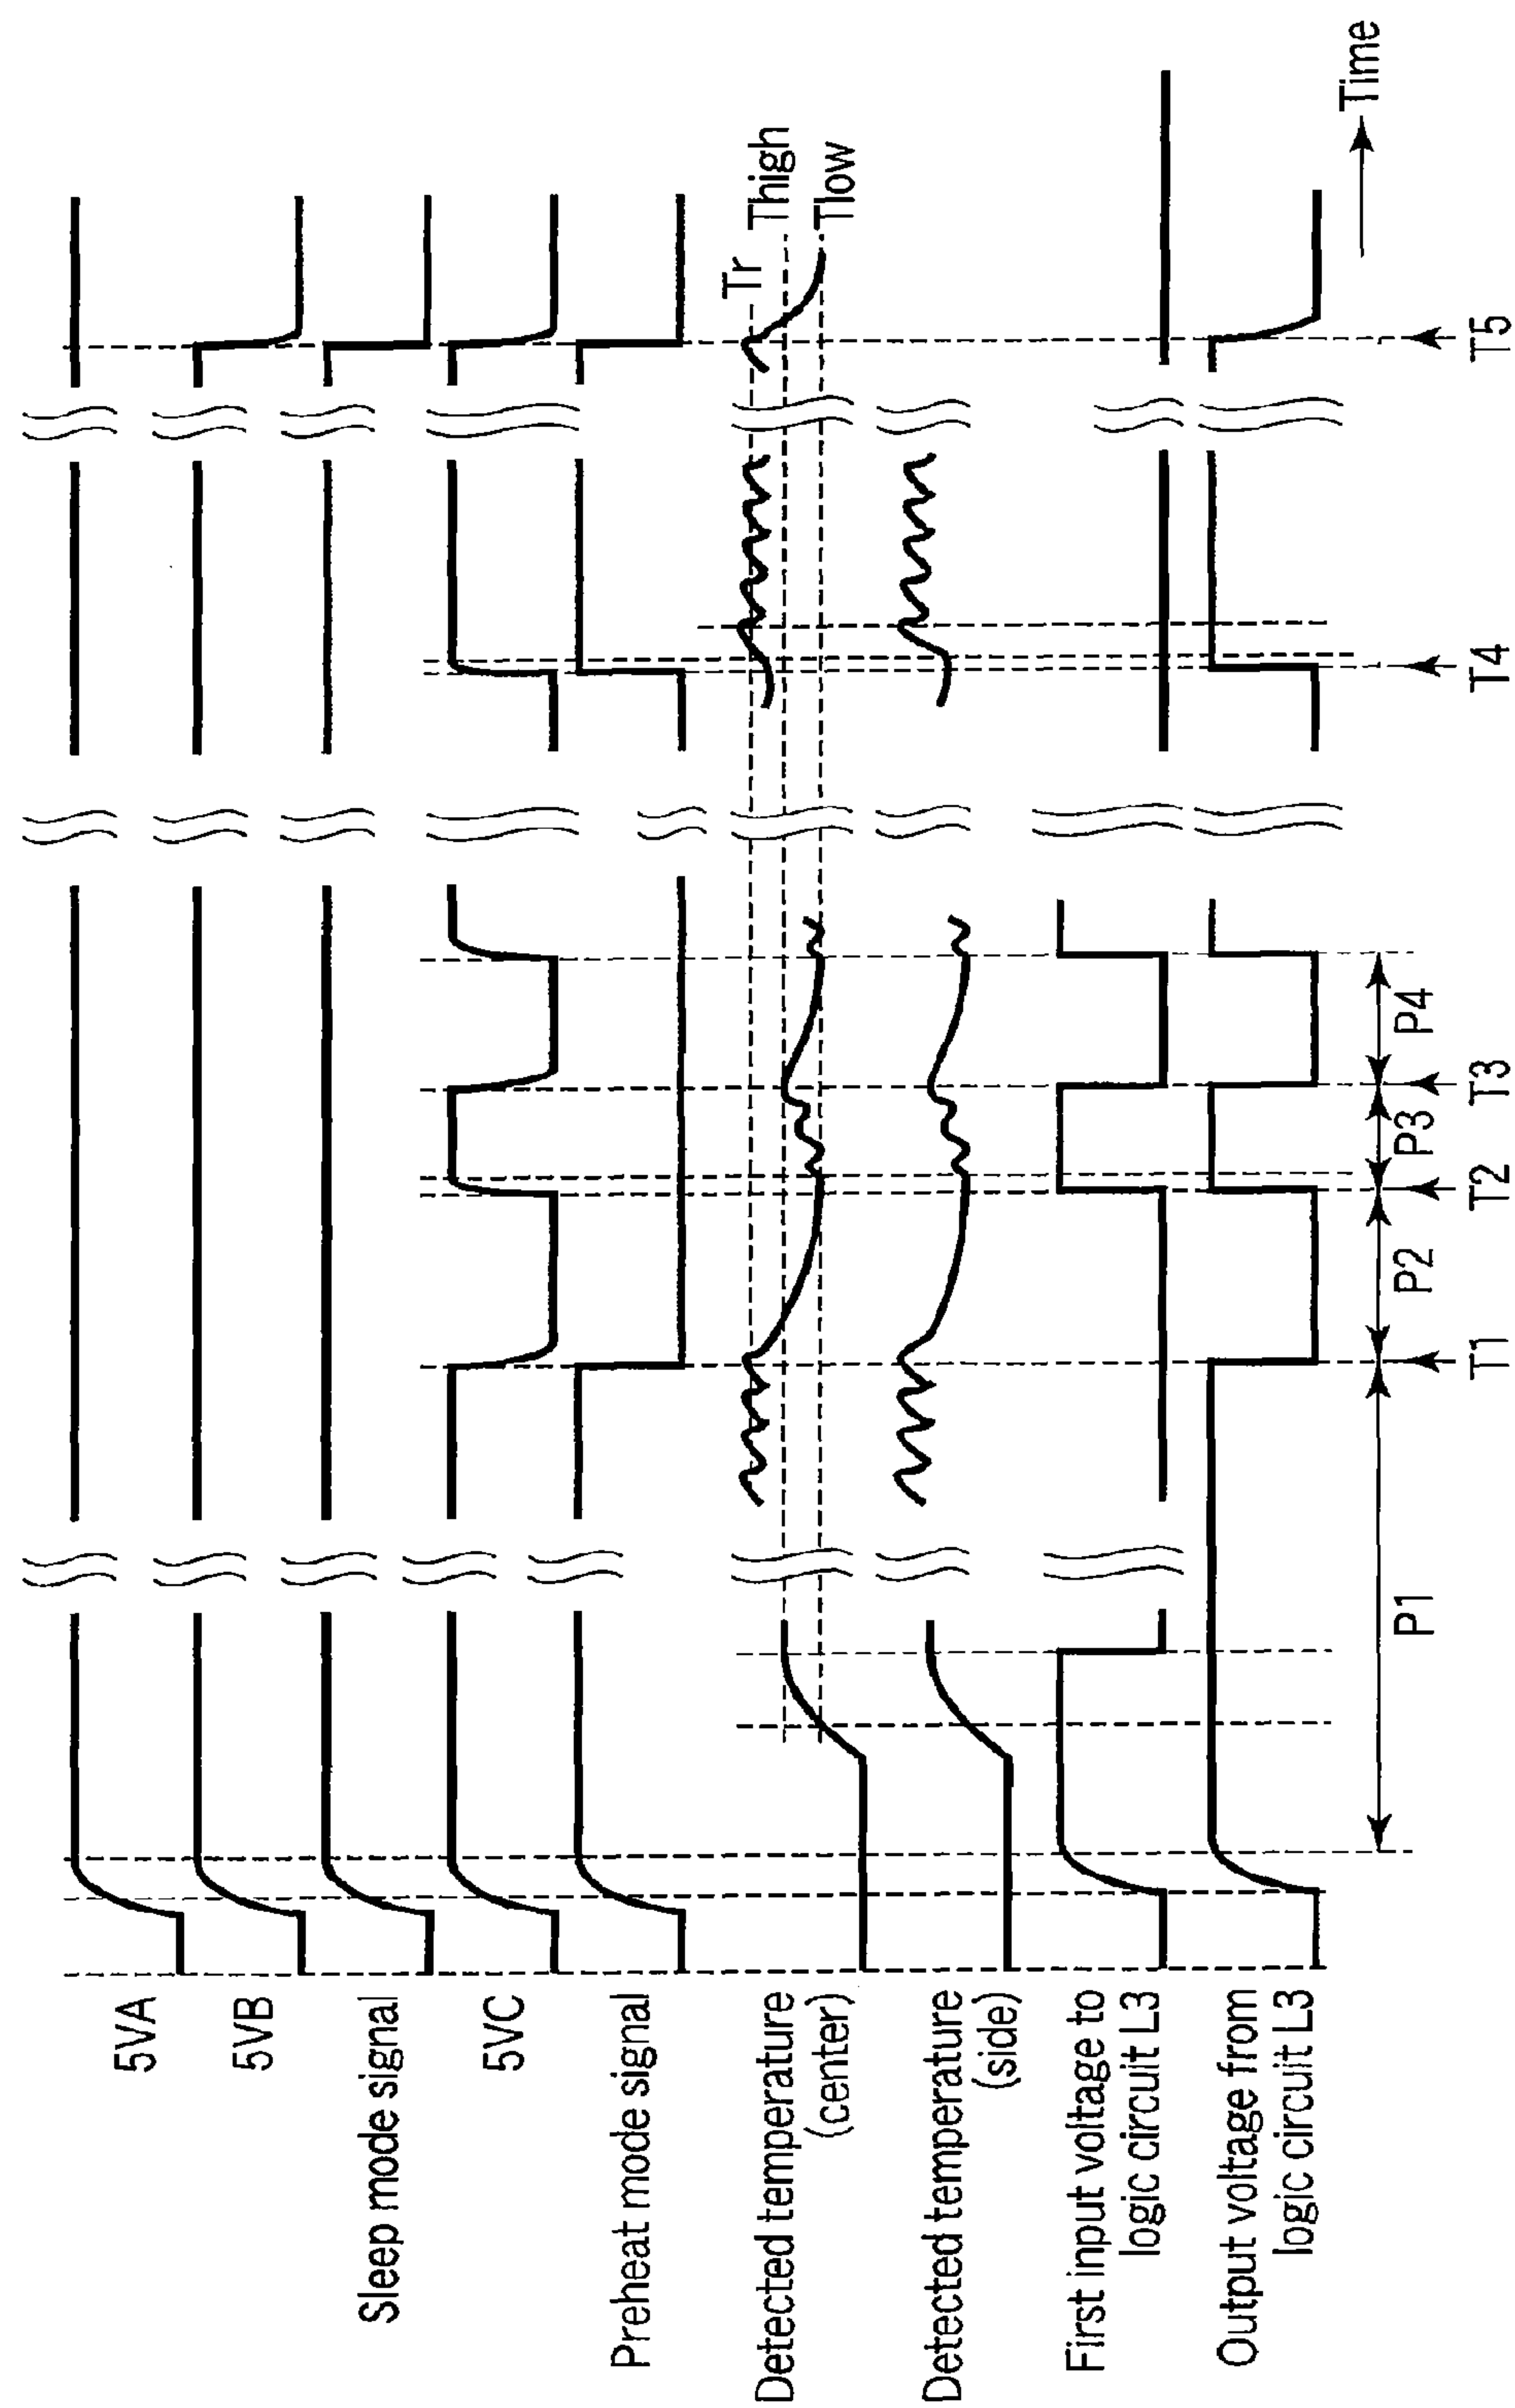 5VA
5VB
Sleep mode signal
5VC
Preheat mode signal
Detected temperature
(center)
Tr
Thigh
Tlow
Detected temperature
(side)
First input voltage to
logic circuit L3
Output voltage from
logic circuit L3
Time
P1
P2
P3
P4
T1
T2
T3
T4
T5